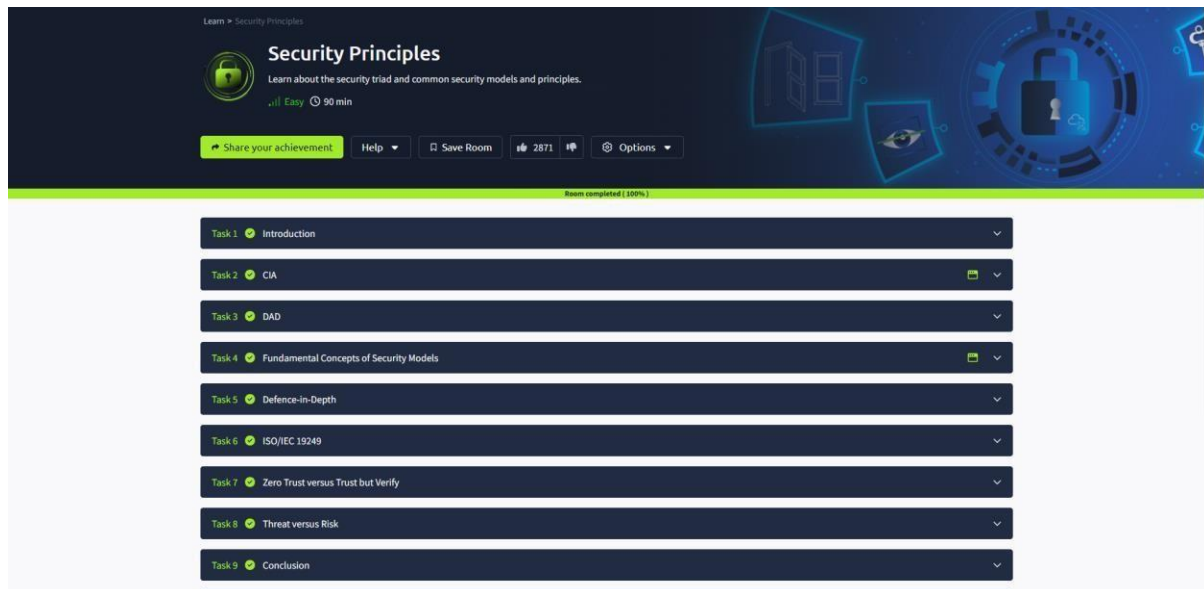 Learn > Security Principles
Security Principles
Learn about the security triad and common security models and principles.
Easy 90 min
Share your achievement Help Save Room 2871 Options
Room completed ( 100% )
Task 1 Introduction
Task 2 CIA
Task 3 DAD
Task 4 Fundamental Concepts of Security Models
Task 5 Defence-in-Depth
Task 6 ISO/IEC 19249
Task 7 Zero Trust versus Trust but Verify
Task 8 Threat versus Risk
Task 9 Conclusion